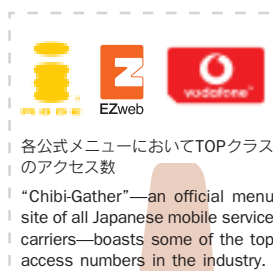 EZweb
vodafone
各公式メニューにおいてTOPクラス
のアクセス数
“Chibi-Gather”—an official menu
site of all Japanese mobile service
carriers—boasts some of the top
access numbers in the industry.